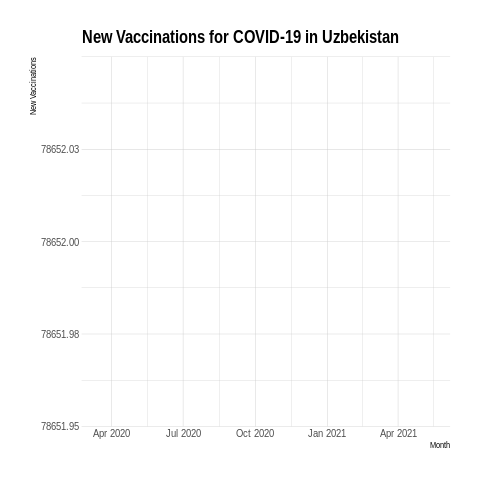 New Vaccinations for COVID-19 in Uzbekistan
New Vaccinations
78652.03
78652.00
78651.98
78651.95
Apr 2020 Jul 2020 Oct 2020 Jan 2021 Apr 2021
Month